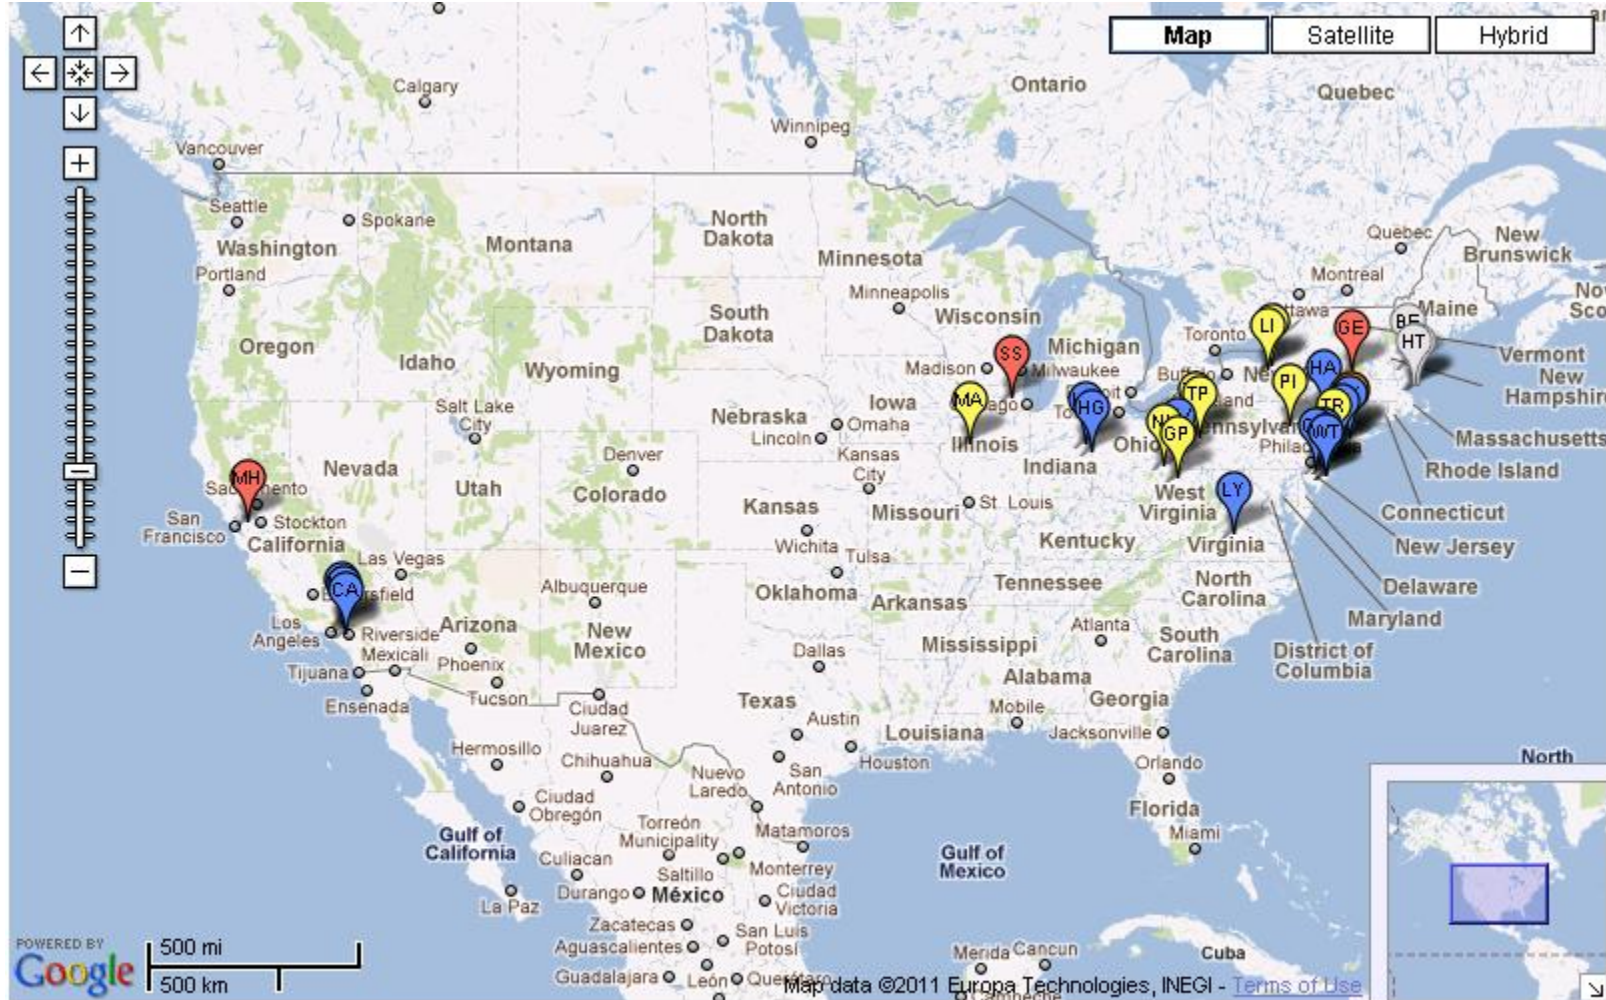 Map
Satellite
Hybrid
Ontario
Quebec
Calgary
Winnipeg
Vancouver
Seattle
Spokane
Washington
Portland
Montana
North
Dakota
Minnesota
Quebec
New
Brunswick
Montreal
Minneapolis
South
Dakota
Wisconsin
Toronto
Maine
LI
GE
HT
Oregon
Idaho
Wyoming
Michigan
Vermont
New
Hampshire
SS
Madison
Milwaukee
HA
PI
TP
MA
HG
TR
Salt Lake
City
Nebraska
Iowa
Omaha
Lincoln
Illinois
Ohio
GP
WT
Massachusetts
Kansas
City
Indiana
Rhode Island
Nevada
Denver
Utah
Colorado
MH
LY
West
Virginia
San
Francisco
Stockton
California
Kansas
Missouri
St. Louis
Connecticut
Wichita
Kentucky
Virginia
New Jersey
Las Vegas
Tulsa
CA
Albuquerque
Oklahoma
Arkansas
Tennessee
North
Carolina
Delaware
Maryland
Los
Angeles
Riverside
Arizona
New
Mexico
Mississippi
Atlanta
South
Carolina
District of
Columbia
Mexicali
Tijuana
Phoenix
Dallas
Alabama
Ensenada
Tucson
Ciudad
Juarez
Texas
Georgia
Mobile
Austin
Louisiana
Jacksonville
Hermosillo
Chihuahua
Houston
Orlando
North
Nuevo
Laredo
San
Antonio
Ciudad
Obregón
Florida
Torreón
Municipality
Matamoros
Miami
Gulf of
California
Culiacan
Saltillo
Monterrey
Gulf of
Mexico
Durango
México
Ciudad
Victoria
La Paz
Zacatecas
San Luis
Potosí
Aguascalientes
Merida
Cancun
Cuba
POWERED BY
Google
500 mi
500 km
Guadalajara
León
Map data ©2011 Europa Technologies, INEGI - Terms of Use